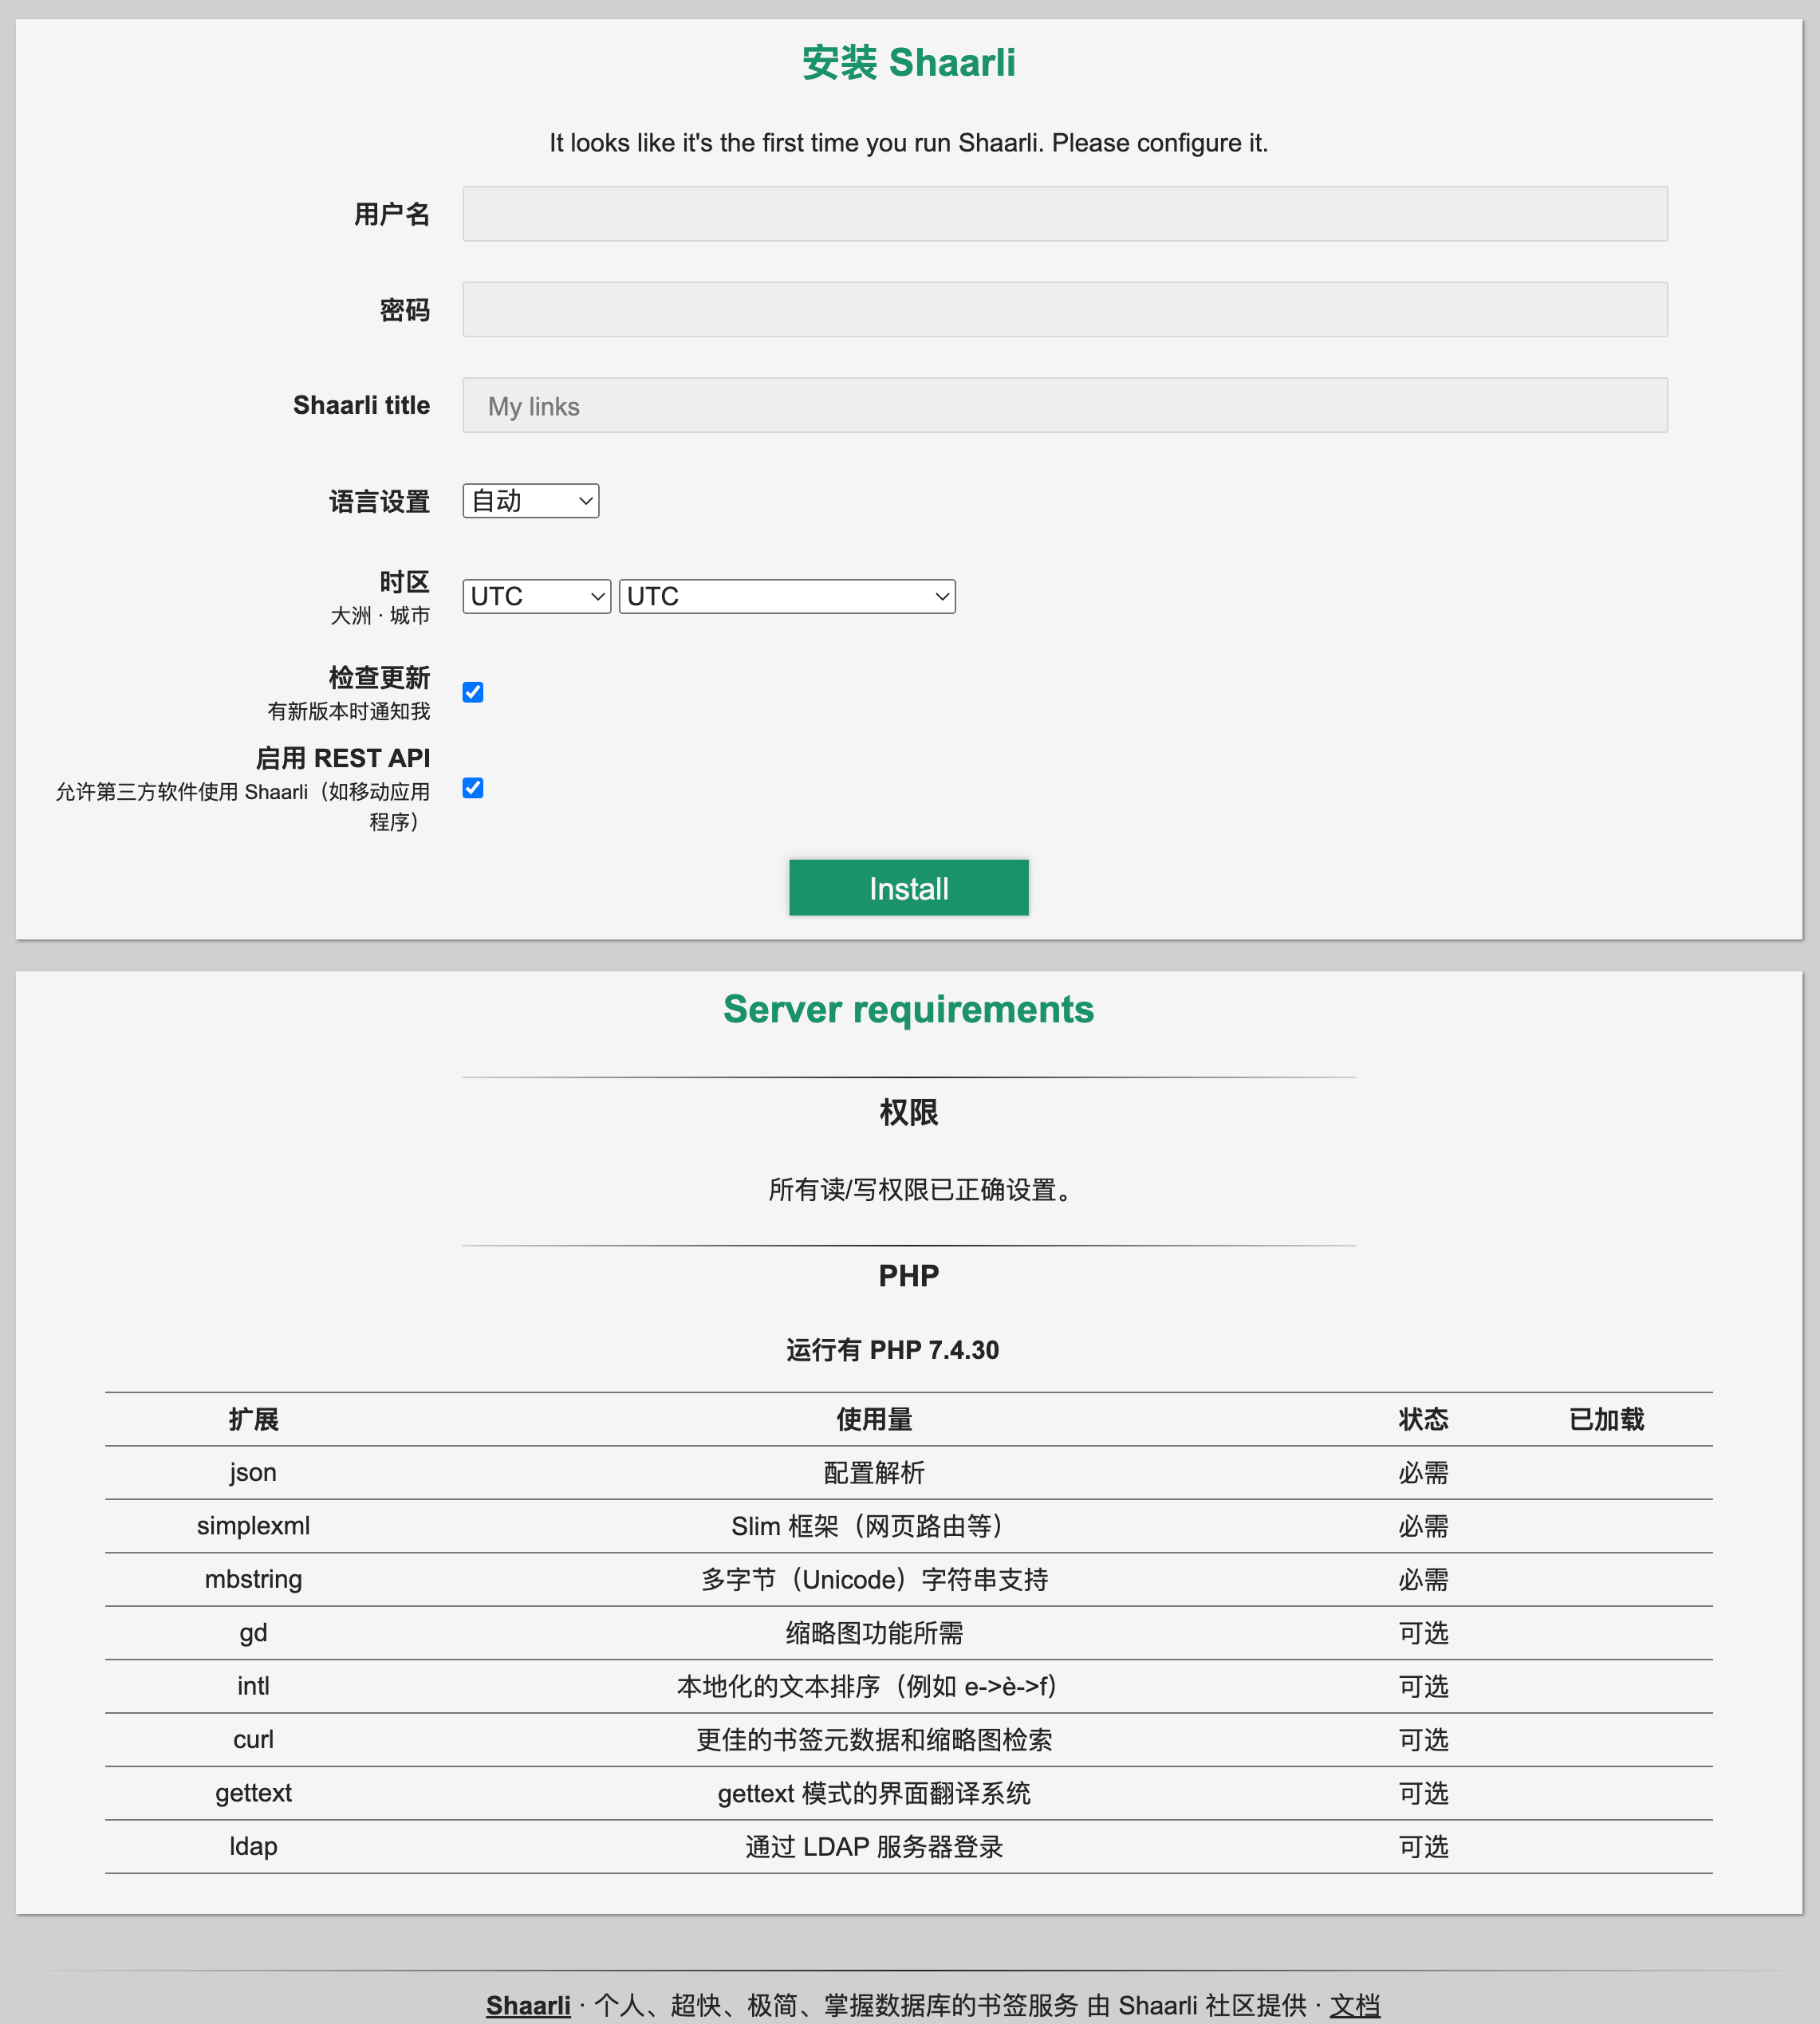 安装 Shaarli
It looks like it's the first time you run Shaarli. Please configure it.
用户名
密码
Shaarli title
My links
语言设置
自动
时区
大洲 · 城市
UTC
UTC
检查更新
有新版本时通知我
启用 REST API
允许第三方软件使用 Shaarli（如移动应用
程序）
Install
Server requirements
权限
所有读/写权限已正确设置。
PHP
运行有 PHP 7.4.30
扩展 使用量 状态 已加载
json 配置解析 必需
simplexml Slim 框架（网页路由等） 必需
mbstring 多字节（Unicode）字符串支持 必需
gd 缩略图功能所需 可选
intl 本地化的文本排序（例如 e->è->f） 可选
curl 更佳的书签元数据和缩略图检索 可选
gettext gettext 模式的界面翻译系统 可选
ldap 通过 LDAP 服务器登录 可选
Shaarli · 个人、超快、极简、掌握数据库的书签服务 由 Shaarli 社区提供 · 文档